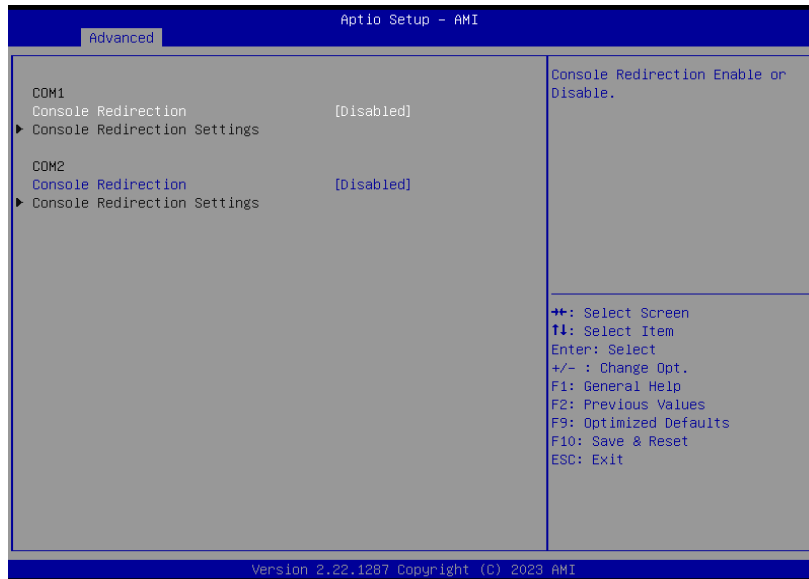 Aptio Setup - AMI
Advanced
COM1
Console Redirection [Disabled]
Console Redirection Settings
COM2
Console Redirection [Disabled]
Console Redirection Settings
Console Redirection Enable or
Disable.
→←: Select Screen
↑↓: Select Item
Enter: Select
+/- : Change Opt.
F1: General Help
F2: Previous Values
F9: Optimized Defaults
F10: Save & Reset
ESC: Exit
Version 2.22.1287 Copyright (C) 2023 AMI